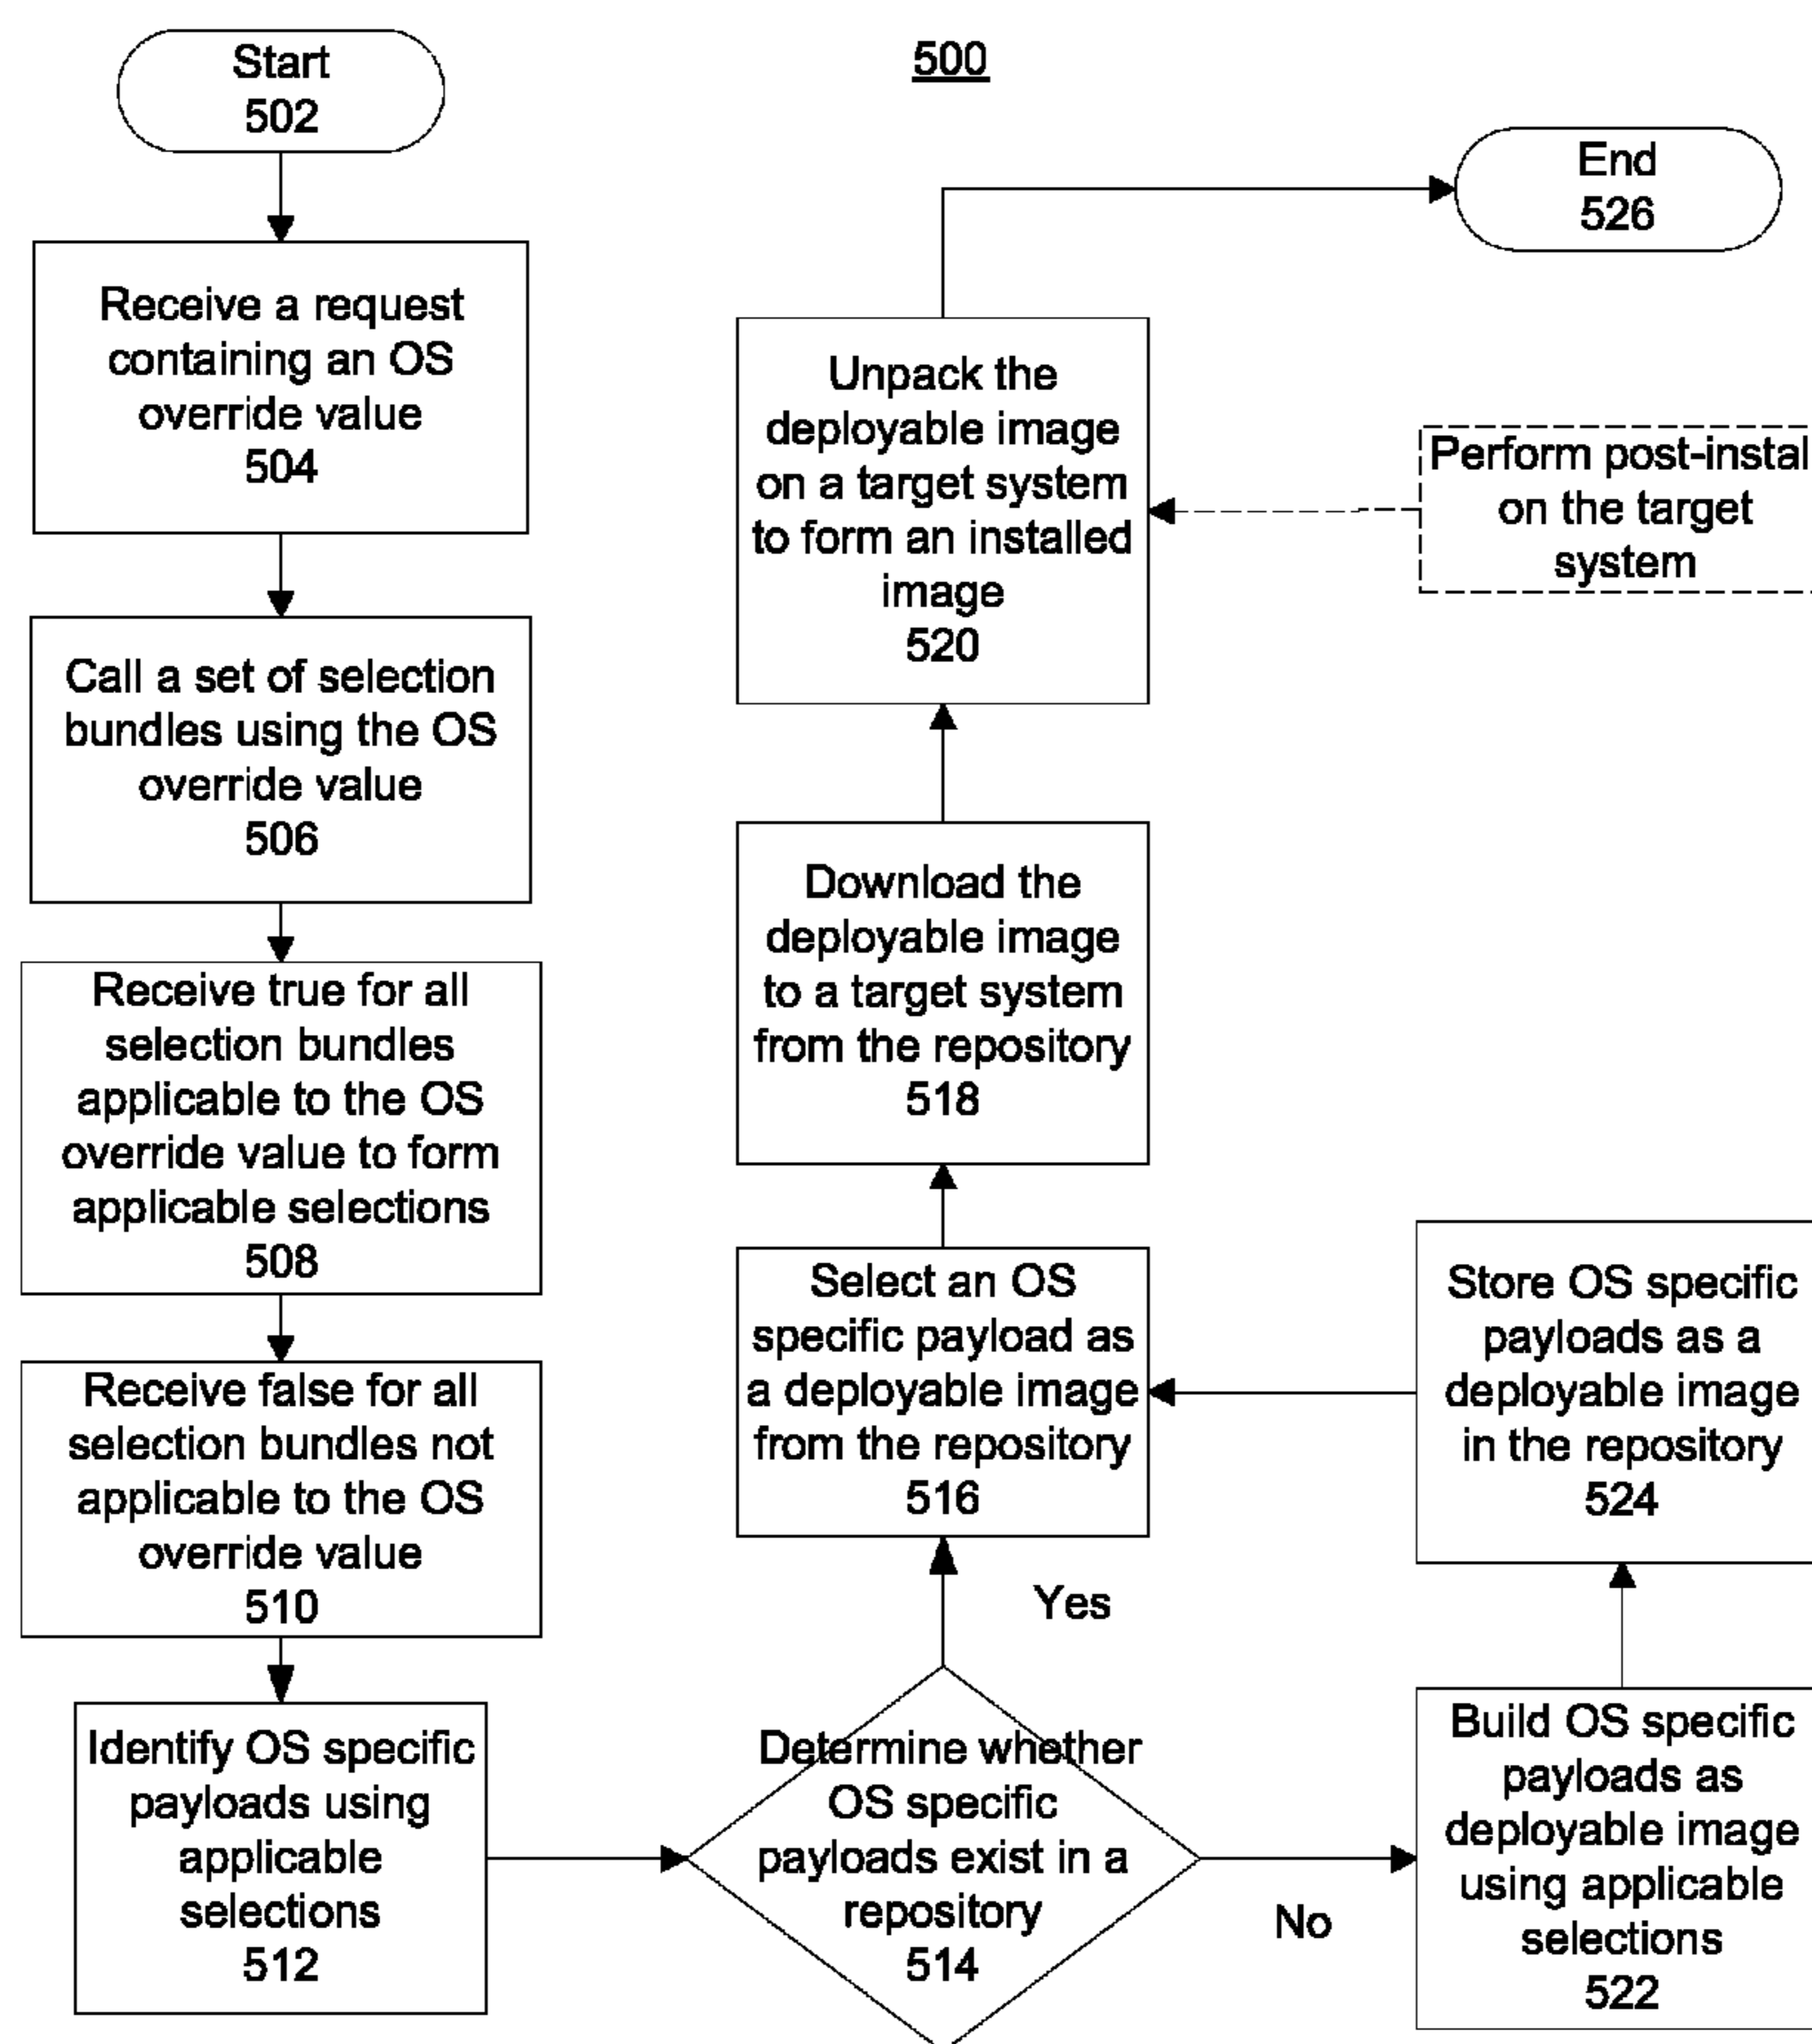 500
Start
502
Receive a request
containing an OS
override value
504
Call a set of selection
bundles using the OS
override value
506
Receive true for all
selection bundles
applicable to the OS
override value to form
applicable selections
508
Receive false for all
selection bundles not
applicable to the OS
override value
510
Identify OS specific
payloads using
applicable
selections
512
Determine whether
OS specific
payloads exist in a
repository
514
Yes
No
Select an OS
specific payload as
a deployable image
from the repository
516
Download the
deployable image
to a target system
from the repository
518
Unpack the
deployable image
on a target system
to form an installed
image
520
Build OS specific
payloads as
deployable image
using applicable
selections
522
Store OS specific
payloads as a
deployable image
in the repository
524
Perform post-instal
on the target
system
End
526